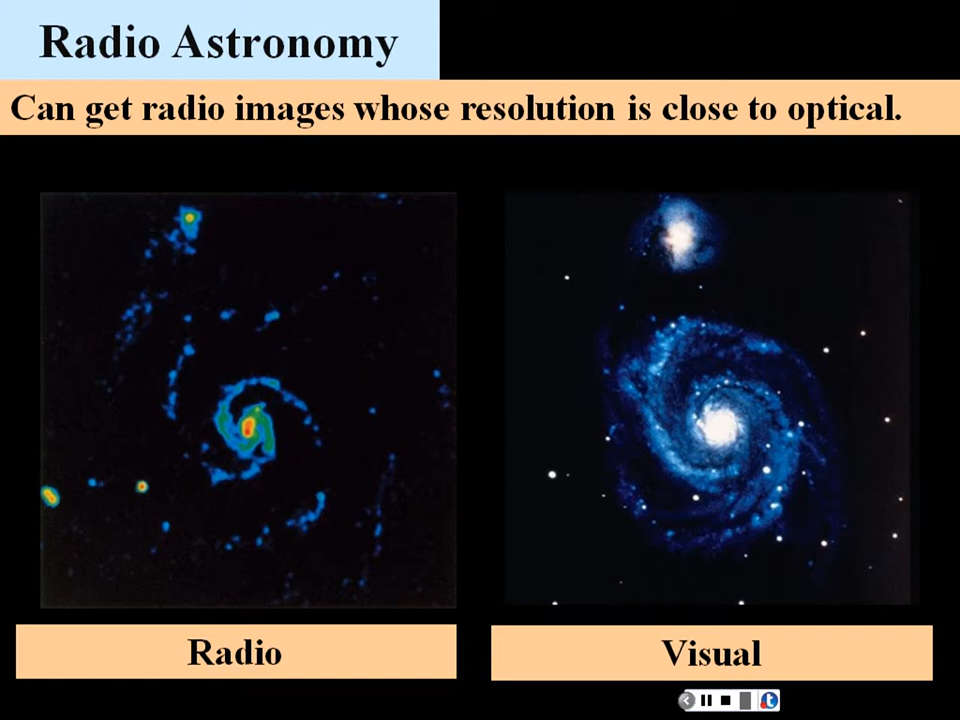 Radio Astronomy
Can get radio images whose resolution is close to optical.
Radio
Visual